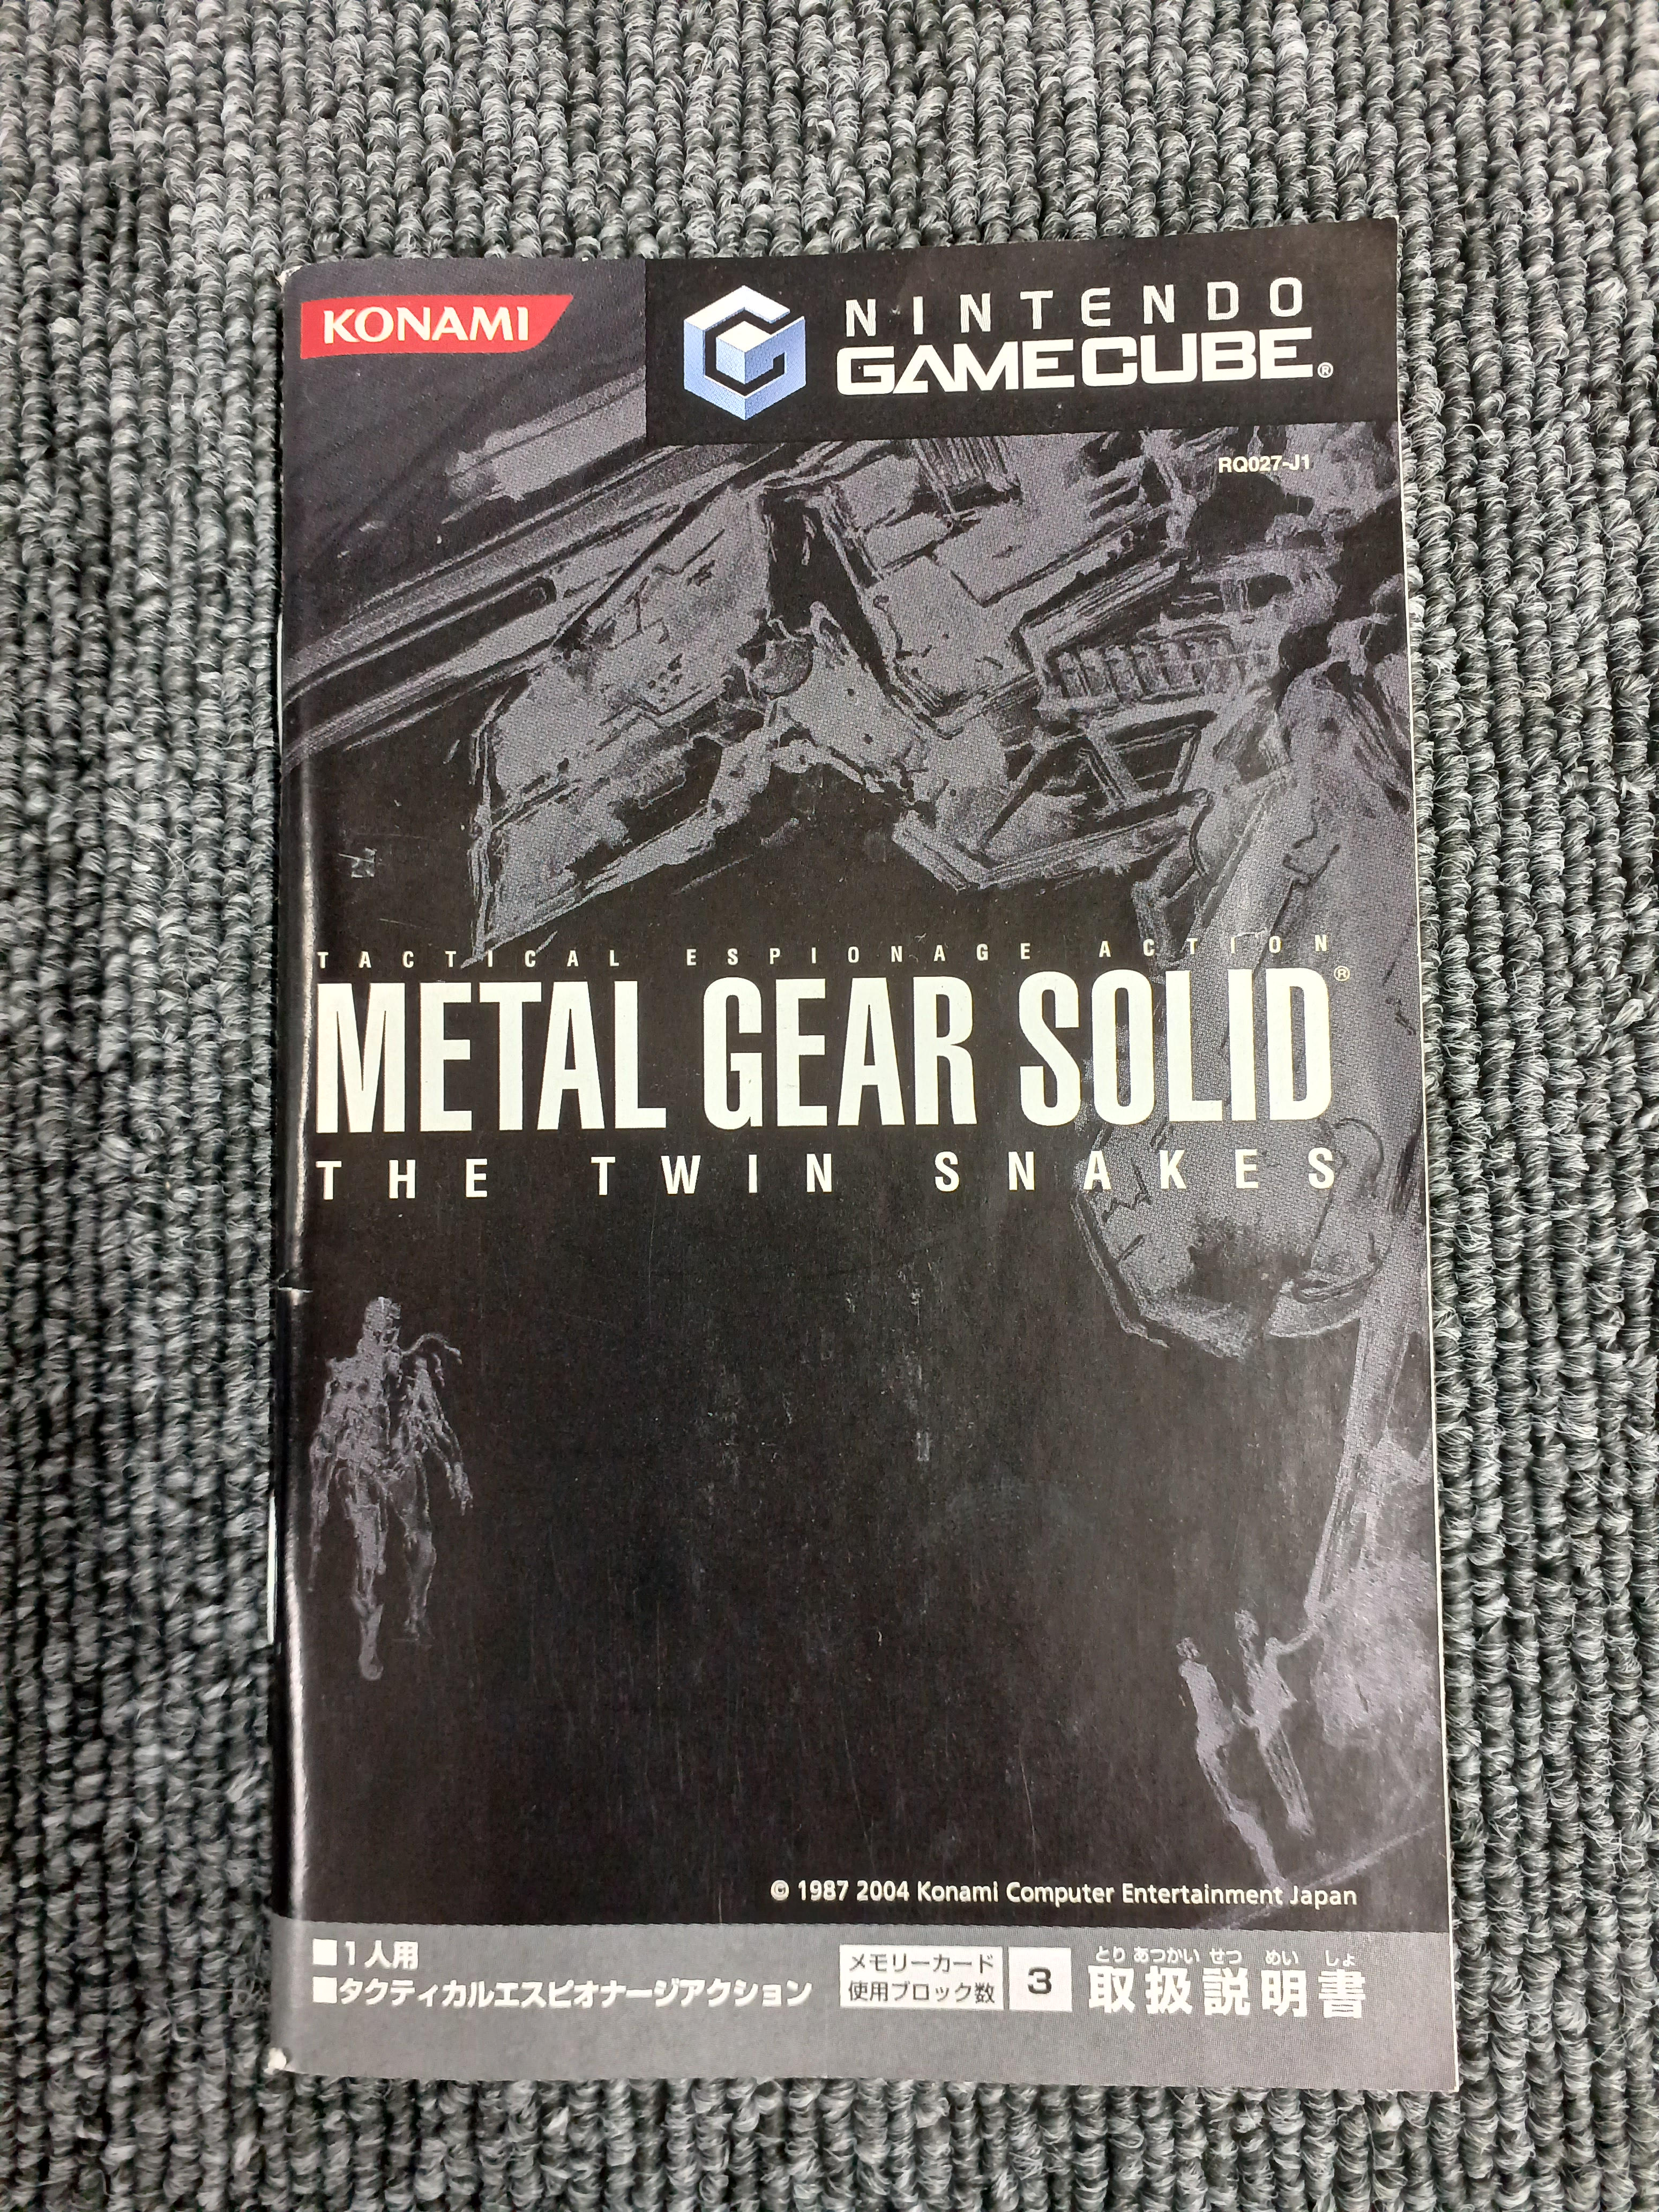 KONAMI
NINTENDO
GAMECUBE®
RQ027-J1
TACTICAL ESPIONAGE ACTION
METAL GEAR SOLID®
THE TWIN SNAKES
© 1987 2004 Konami Computer Entertainment Japan
■1人用
■タクティカルエスピオナージアクション
メモリーカード
使用ブロック数
3
とりあつかいせつめいしょ
取扱説明書